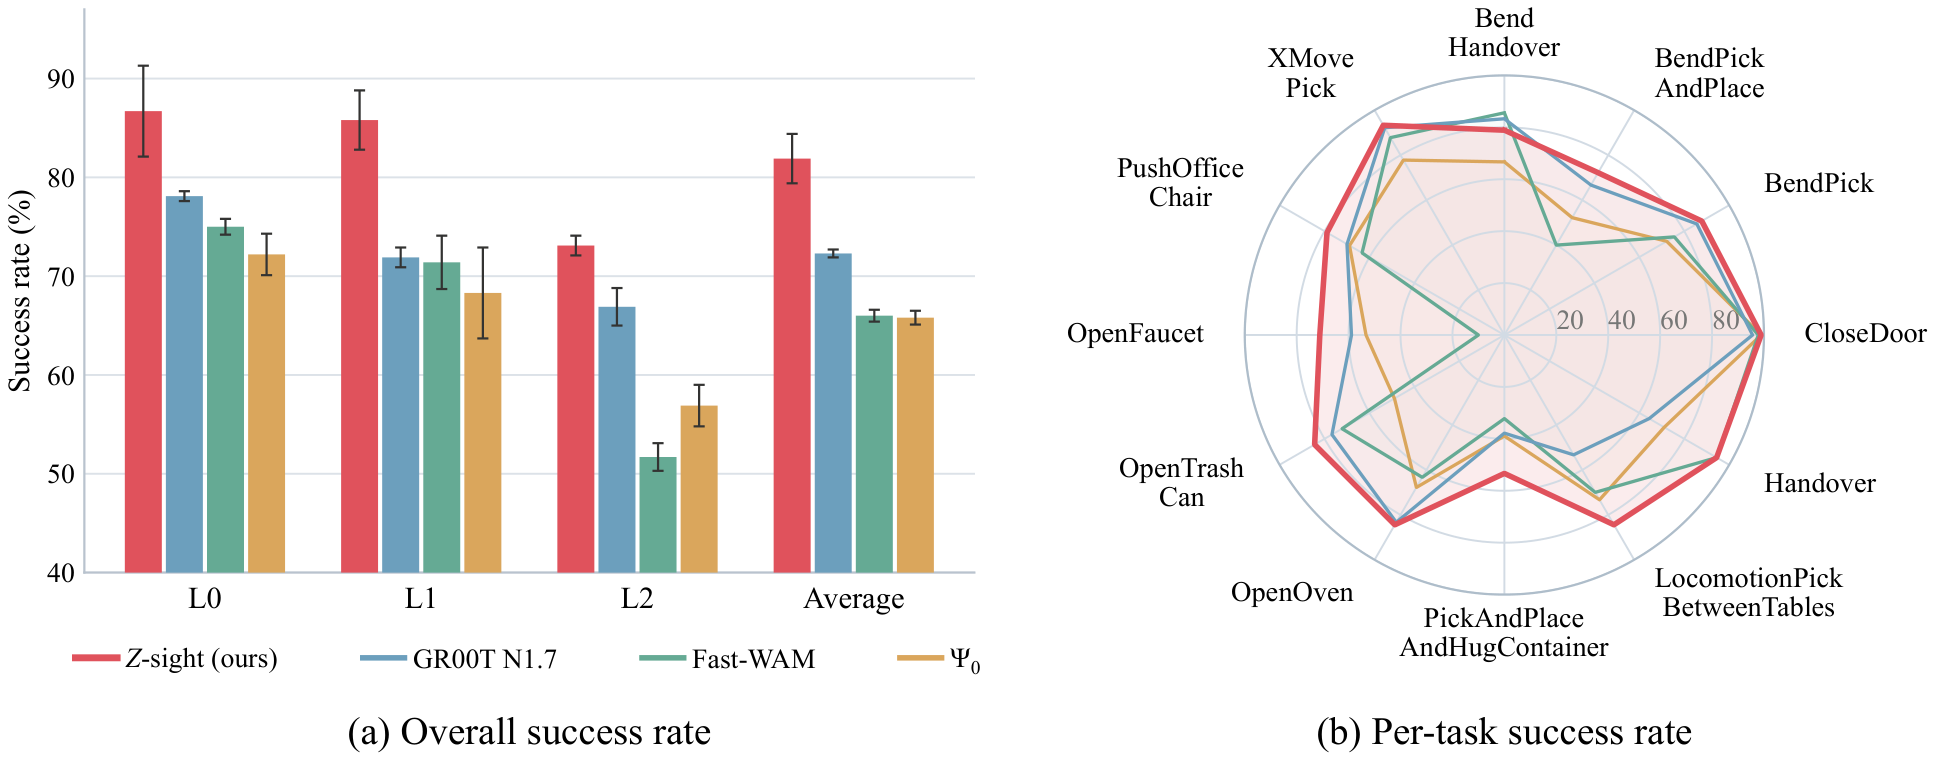 Success rate (%)
90
80
70
60
50
40
L0
L1
L2
Average
Z-sight (ours)
GR00T N1.7
Fast-WAM
Ψ0
(a) Overall success rate
Bend
Handover
BendPick
AndPlace
BendPick
CloseDoor
Handover
LocomotionPick
BetweenTables
PickAndPlace
AndHugContainer
OpenOven
OpenTrash
Can
OpenFaucet
PushOffice
Chair
XMove
Pick
20 40 60 80
(b) Per-task success rate